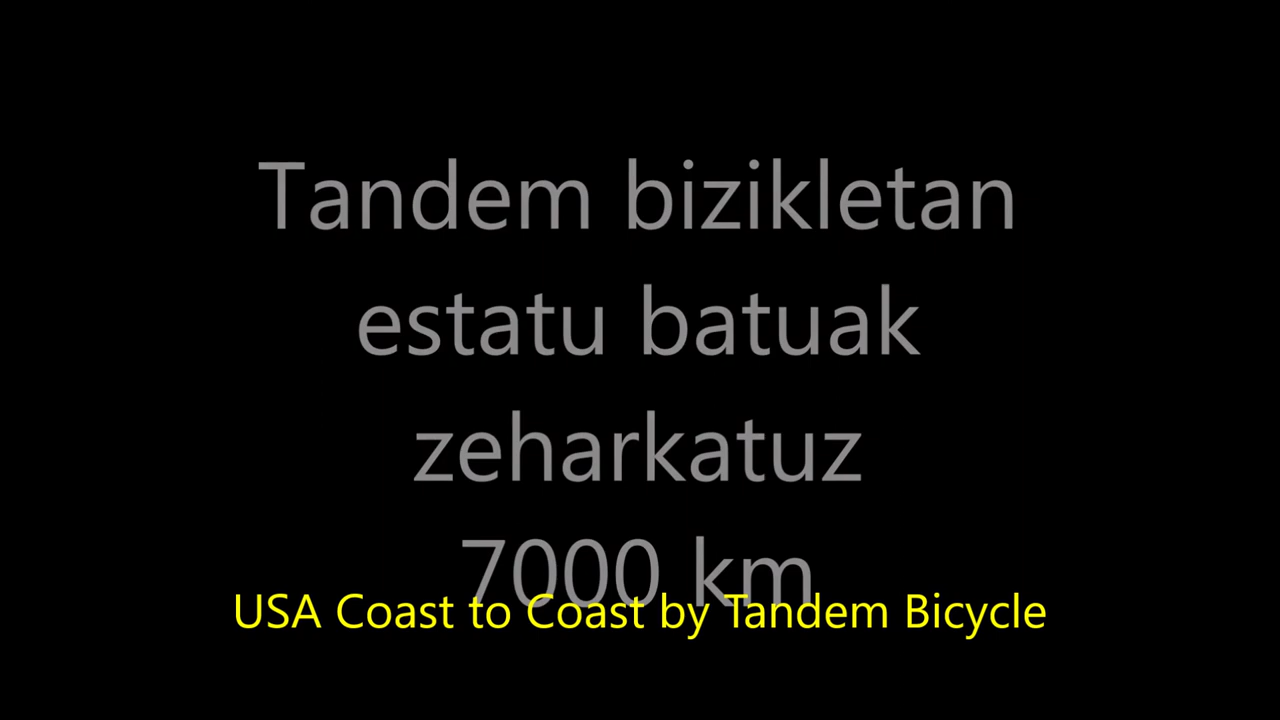 Tandem bizikletan
estatu batuak
zeharkatuz
7000 km
USA Coast to Coast by Tandem Bicycle